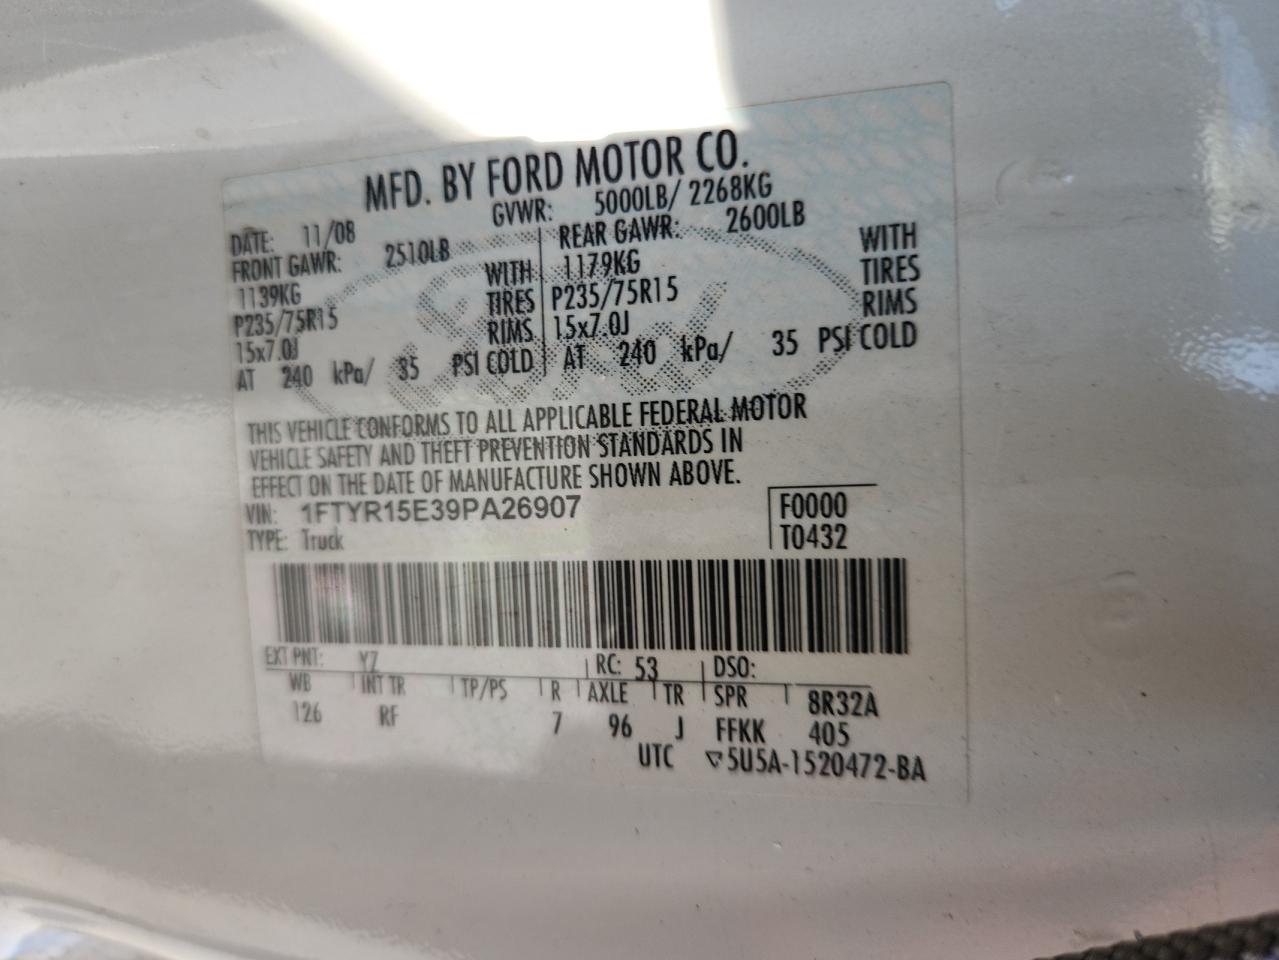 MFD. BY FORD MOTOR CO.
DATE: 11/08 GVWR: 5000LB/ 2268KG
FRONT GAWR: 2510LB REAR GAWR: 2600LB
1139KG WITH 1179KG WITH
P235/75R15 TIRES P235/75R15 TIRES
15x7.0J RIMS 15x7.0J RIMS
AT 240 kPa/ 35 PSI COLD AT 240 kPa/ 35 PSI COLD
THIS VEHICLE CONFORMS TO ALL APPLICABLE FEDERAL MOTOR
VEHICLE SAFETY AND THEFT PREVENTION STANDARDS IN
EFFECT ON THE DATE OF MANUFACTURE SHOWN ABOVE.
VIN: 1FTYR15E39PA26907 F0000
TYPE: Truck T0432
EXT PNT: YZ RC: 53 DSO:
WB INT TR TP/PS R AXLE TR SPR 8R32A
126 RF 7 96 J FFKK 405
UTC ▽5U5A-1520472-BA